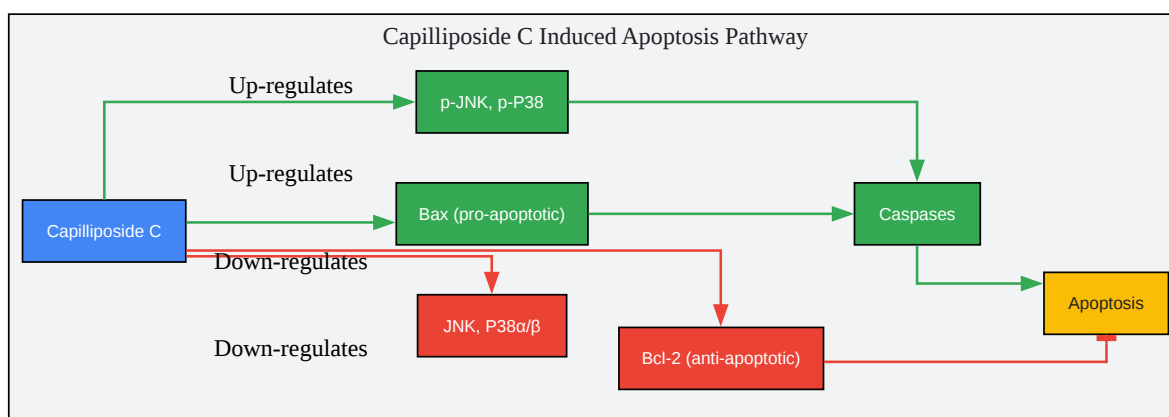 Capilliposide C Induced Apoptosis Pathway
Up-regulates
p-JNK, p-P38
Up-regulates
Bax (pro-apoptotic)
Caspases
Capilliposide C
Down-regulates
JNK, P38α/β
Apoptosis
Down-regulates
Bcl-2 (anti-apoptotic)